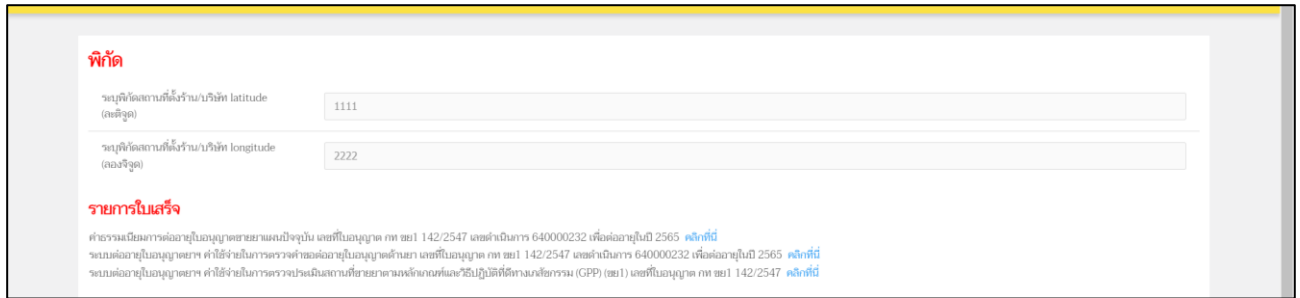 พิกัด
ระบุพิกัดสถานที่ตั้งร้าน/บริษัท latitude
(ละติจูด)
1111
ระบุพิกัดสถานที่ตั้งร้าน/บริษัท longitude
(ลองจิจูด)
2222
รายการใบเสร็จ
ค่าธรรมเนียมการต่ออายุใบอนุญาตขายยาแผนปัจจุบัน เลขที่ใบอนุญาต กท ขย1 142/2547 เลขดำเนินการ 640000232 เพื่อต่ออายุในปี 2565 คลิกที่นี่
ระบบต่ออายุใบอนุญาตยาฯ ค่าใช้จ่ายในการตรวจคำขอต่ออายุใบอนุญาตด้านยา เลขที่ใบอนุญาต กท ขย1 142/2547 เลขดำเนินการ 640000232 เพื่อต่ออายุในปี 2565 คลิกที่นี่
ระบบต่ออายุใบอนุญาตยาฯ ค่าใช้จ่ายในการตรวจประเมินสถานที่ขายยาตามหลักเกณฑ์และวิธีปฏิบัติที่ดีทางเภสัชกรรม (GPP) (ขย1) เลขที่ใบอนุญาต กท ขย1 142/2547 คลิกที่นี่